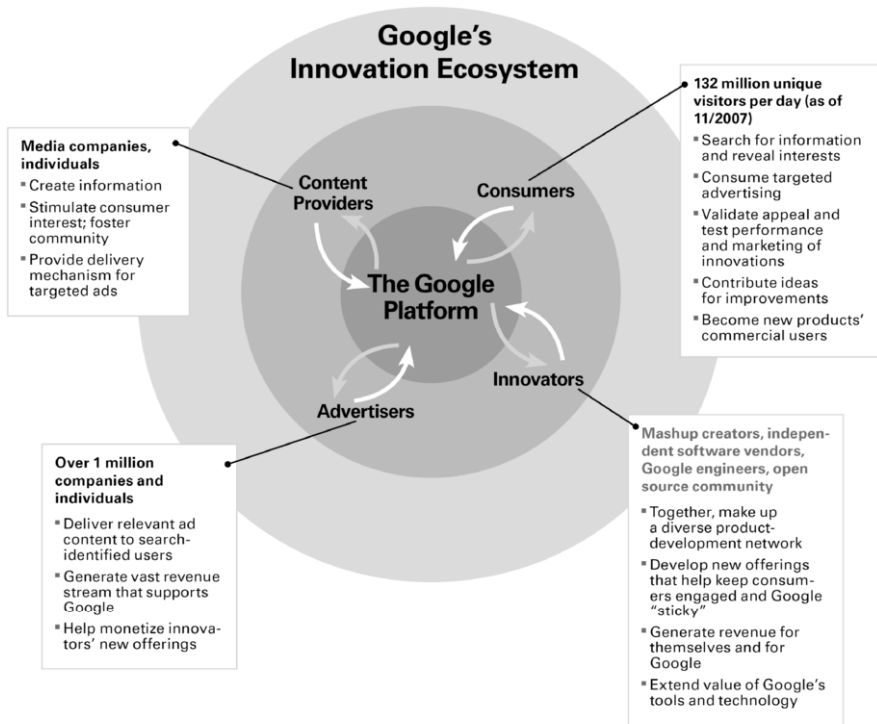 Google's
Innovation Ecosystem
Media companies,
individuals
▪ Create information
▪ Stimulate consumer
interest; foster
community
▪ Provide delivery
mechanism for
targeted ads
Content
Providers
Consumers
132 million unique
visitors per day (as of
11/2007)
▪ Search for information
and reveal interests
▪ Consume targeted
advertising
▪ Validate appeal and
test performance
and marketing of
innovations
▪ Contribute ideas
for improvements
▪ Become new products'
commercial users
The Google
Platform
Advertisers
Innovators
Over 1 million
companies and
individuals
▪ Deliver relevant ad
content to search-
identified users
▪ Generate vast revenue
stream that supports
Google
▪ Help monetize innova-
tors' new offerings
Mashup creators, indepen-
dent software vendors,
Google engineers, open
source community
▪ Together, make up
a diverse product-
development network
▪ Develop new offerings
that help keep consum-
ers engaged and Google
"sticky"
▪ Generate revenue for
themselves and for
Google
▪ Extend value of Google's
tools and technology